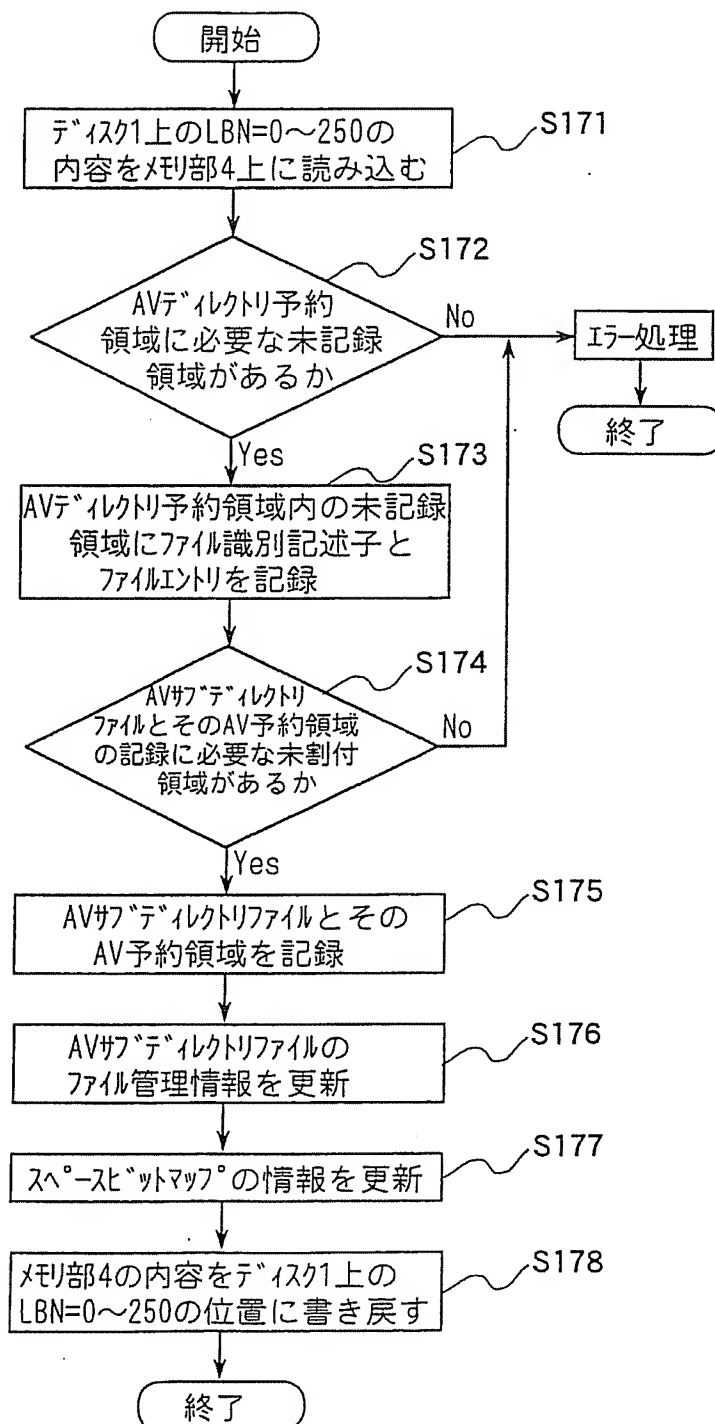 開始
ディスク1上のLBN=0～250の
内容をメモリ部4上に読み込む
S171
S172
AVディレクトリ予約
領域に必要な未記録
領域があるか
No
エラー処理
終了
Yes
S173
AVディレクトリ予約領域内の未記録
領域にファイル識別記述子と
ファイルエントリを記録
S174
AVサブディレクトリ
ファイルとそのAV予約領域
の記録に必要な未割付
領域があるか
No
Yes
S175
AVサブディレクトリファイルとその
AV予約領域を記録
S176
AVサブディレクトリファイルの
ファイル管理情報を更新
S177
スペースビットマップの情報を更新
S178
メモリ部4の内容をディスク1上の
LBN=0～250の位置に書き戻す
終了